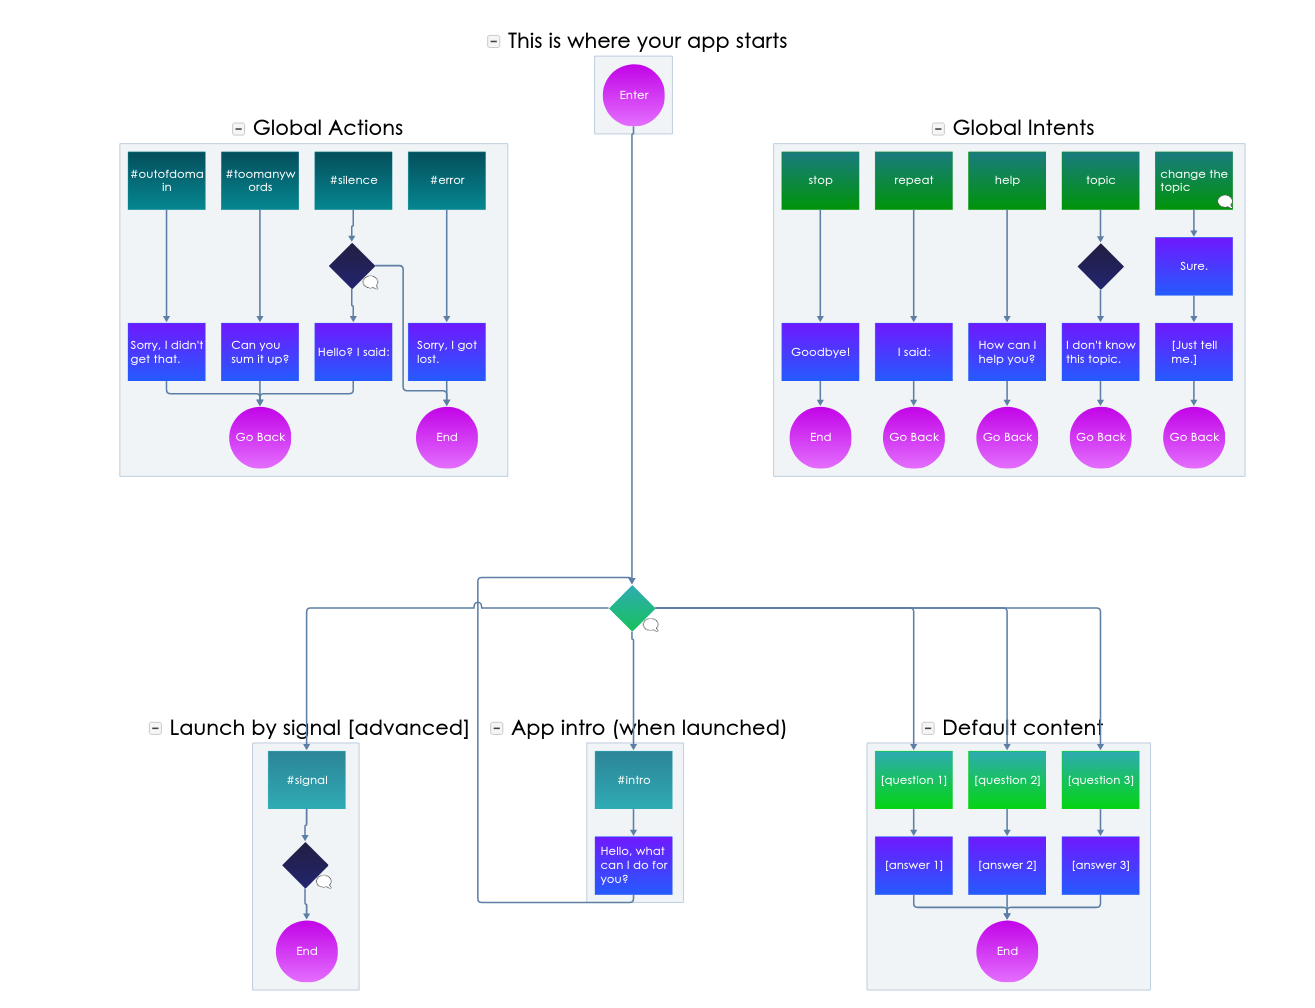 This is where your app starts
Enter
Global Actions
#outofdoma
in
#toomanyw
ords
#silence
#error
Sorry, I didn't
get that.
Can you
sum it up?
Hello? I said:
Sorry, I got
lost.
Go Back
End
Global Intents
stop
repeat
help
topic
change the
topic
Sure.
Goodbye!
I said:
How can I
help you?
I don't know
this topic.
[Just tell
me.]
End
Go Back
Go Back
Go Back
Go Back
Launch by signal [advanced]
#signal
End
App intro (when launched)
#intro
Hello, what
can I do for
you?
Default content
[question 1]
[question 2]
[question 3]
[answer 1]
[answer 2]
[answer 3]
End